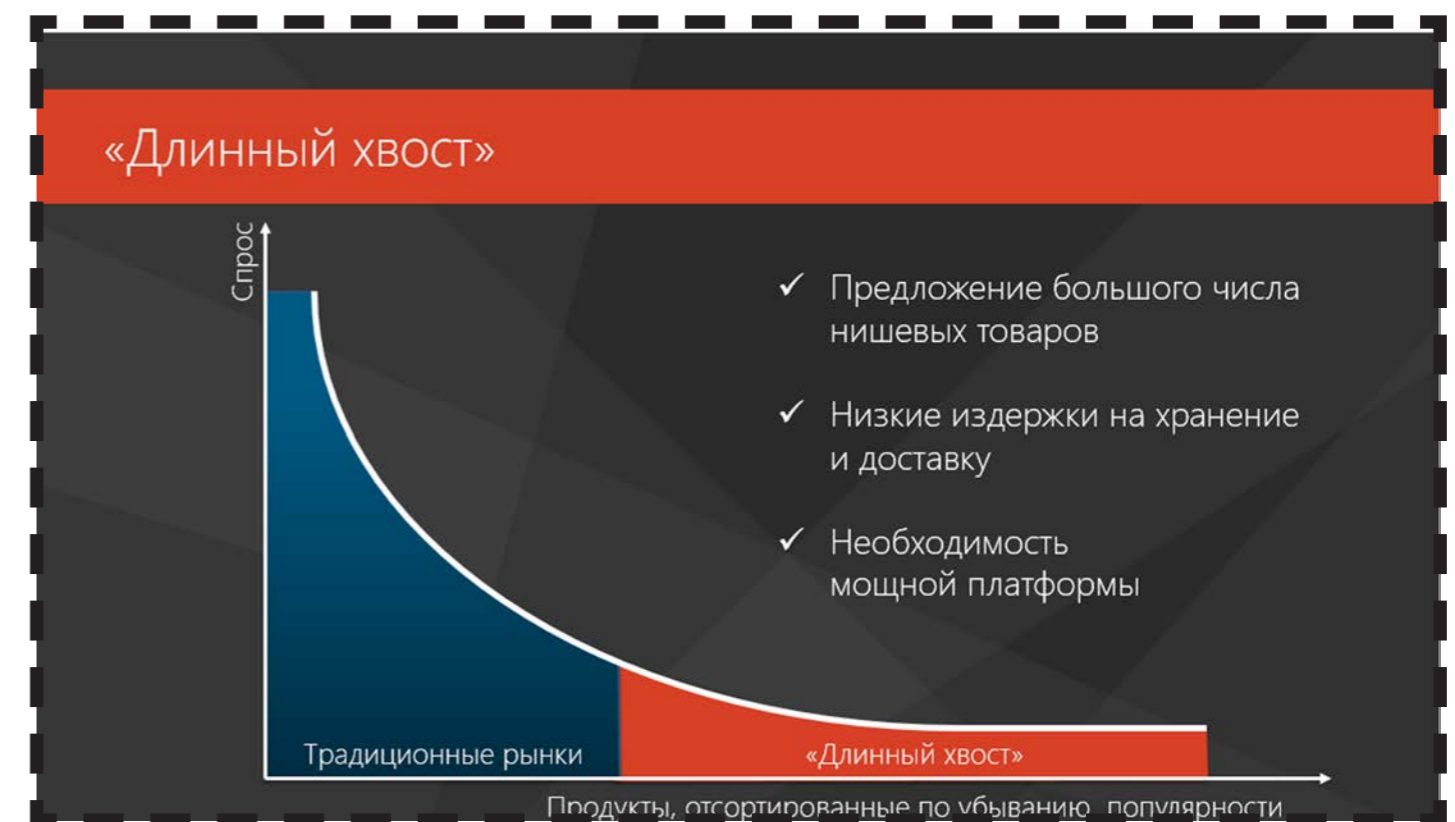 «Длинный хвост»
Спрос
✓ Предложение большого числа
нишевых товаров
✓ Низкие издержки на хранение
и доставку
✓ Необходимость
мощной платформы
Традиционные рынки
«Длинный хвост»
Продукты, отсортированные по убыванию популярности